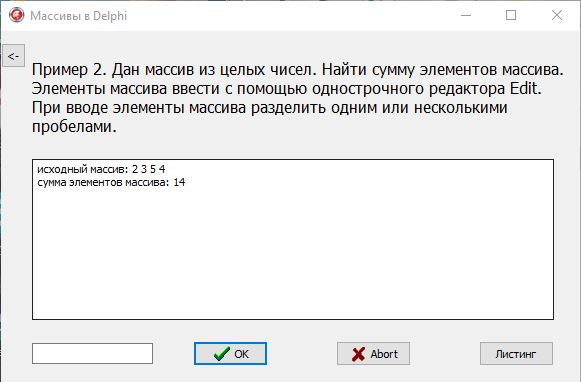 Массивы в Delphi
<-
Пример 2. Дан массив из целых чисел. Найти сумму элементов массива.
Элементы массива ввести с помощью однострочного редактора Edit.
При вводе элементы массива разделить одним или несколькими
пробелами.
исходный массив: 2 3 5 4
сумма элементов массива: 14
OK
Abort
Листинг